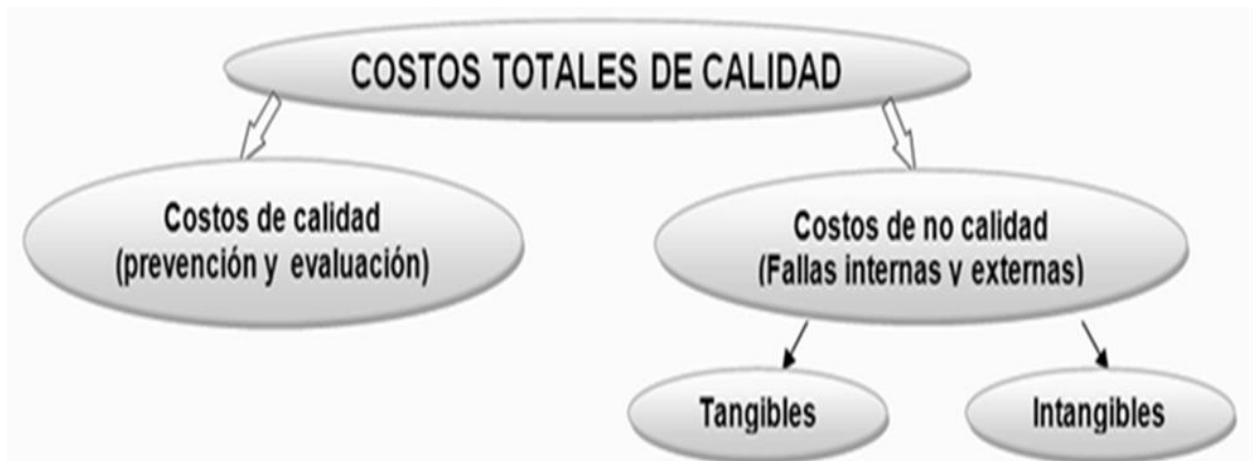 COSTOS TOTALES DE CALIDAD
Costos de calidad
(prevención y evaluación)
Costos de no calidad
(Fallas internas y externas)
Tangibles
Intangibles